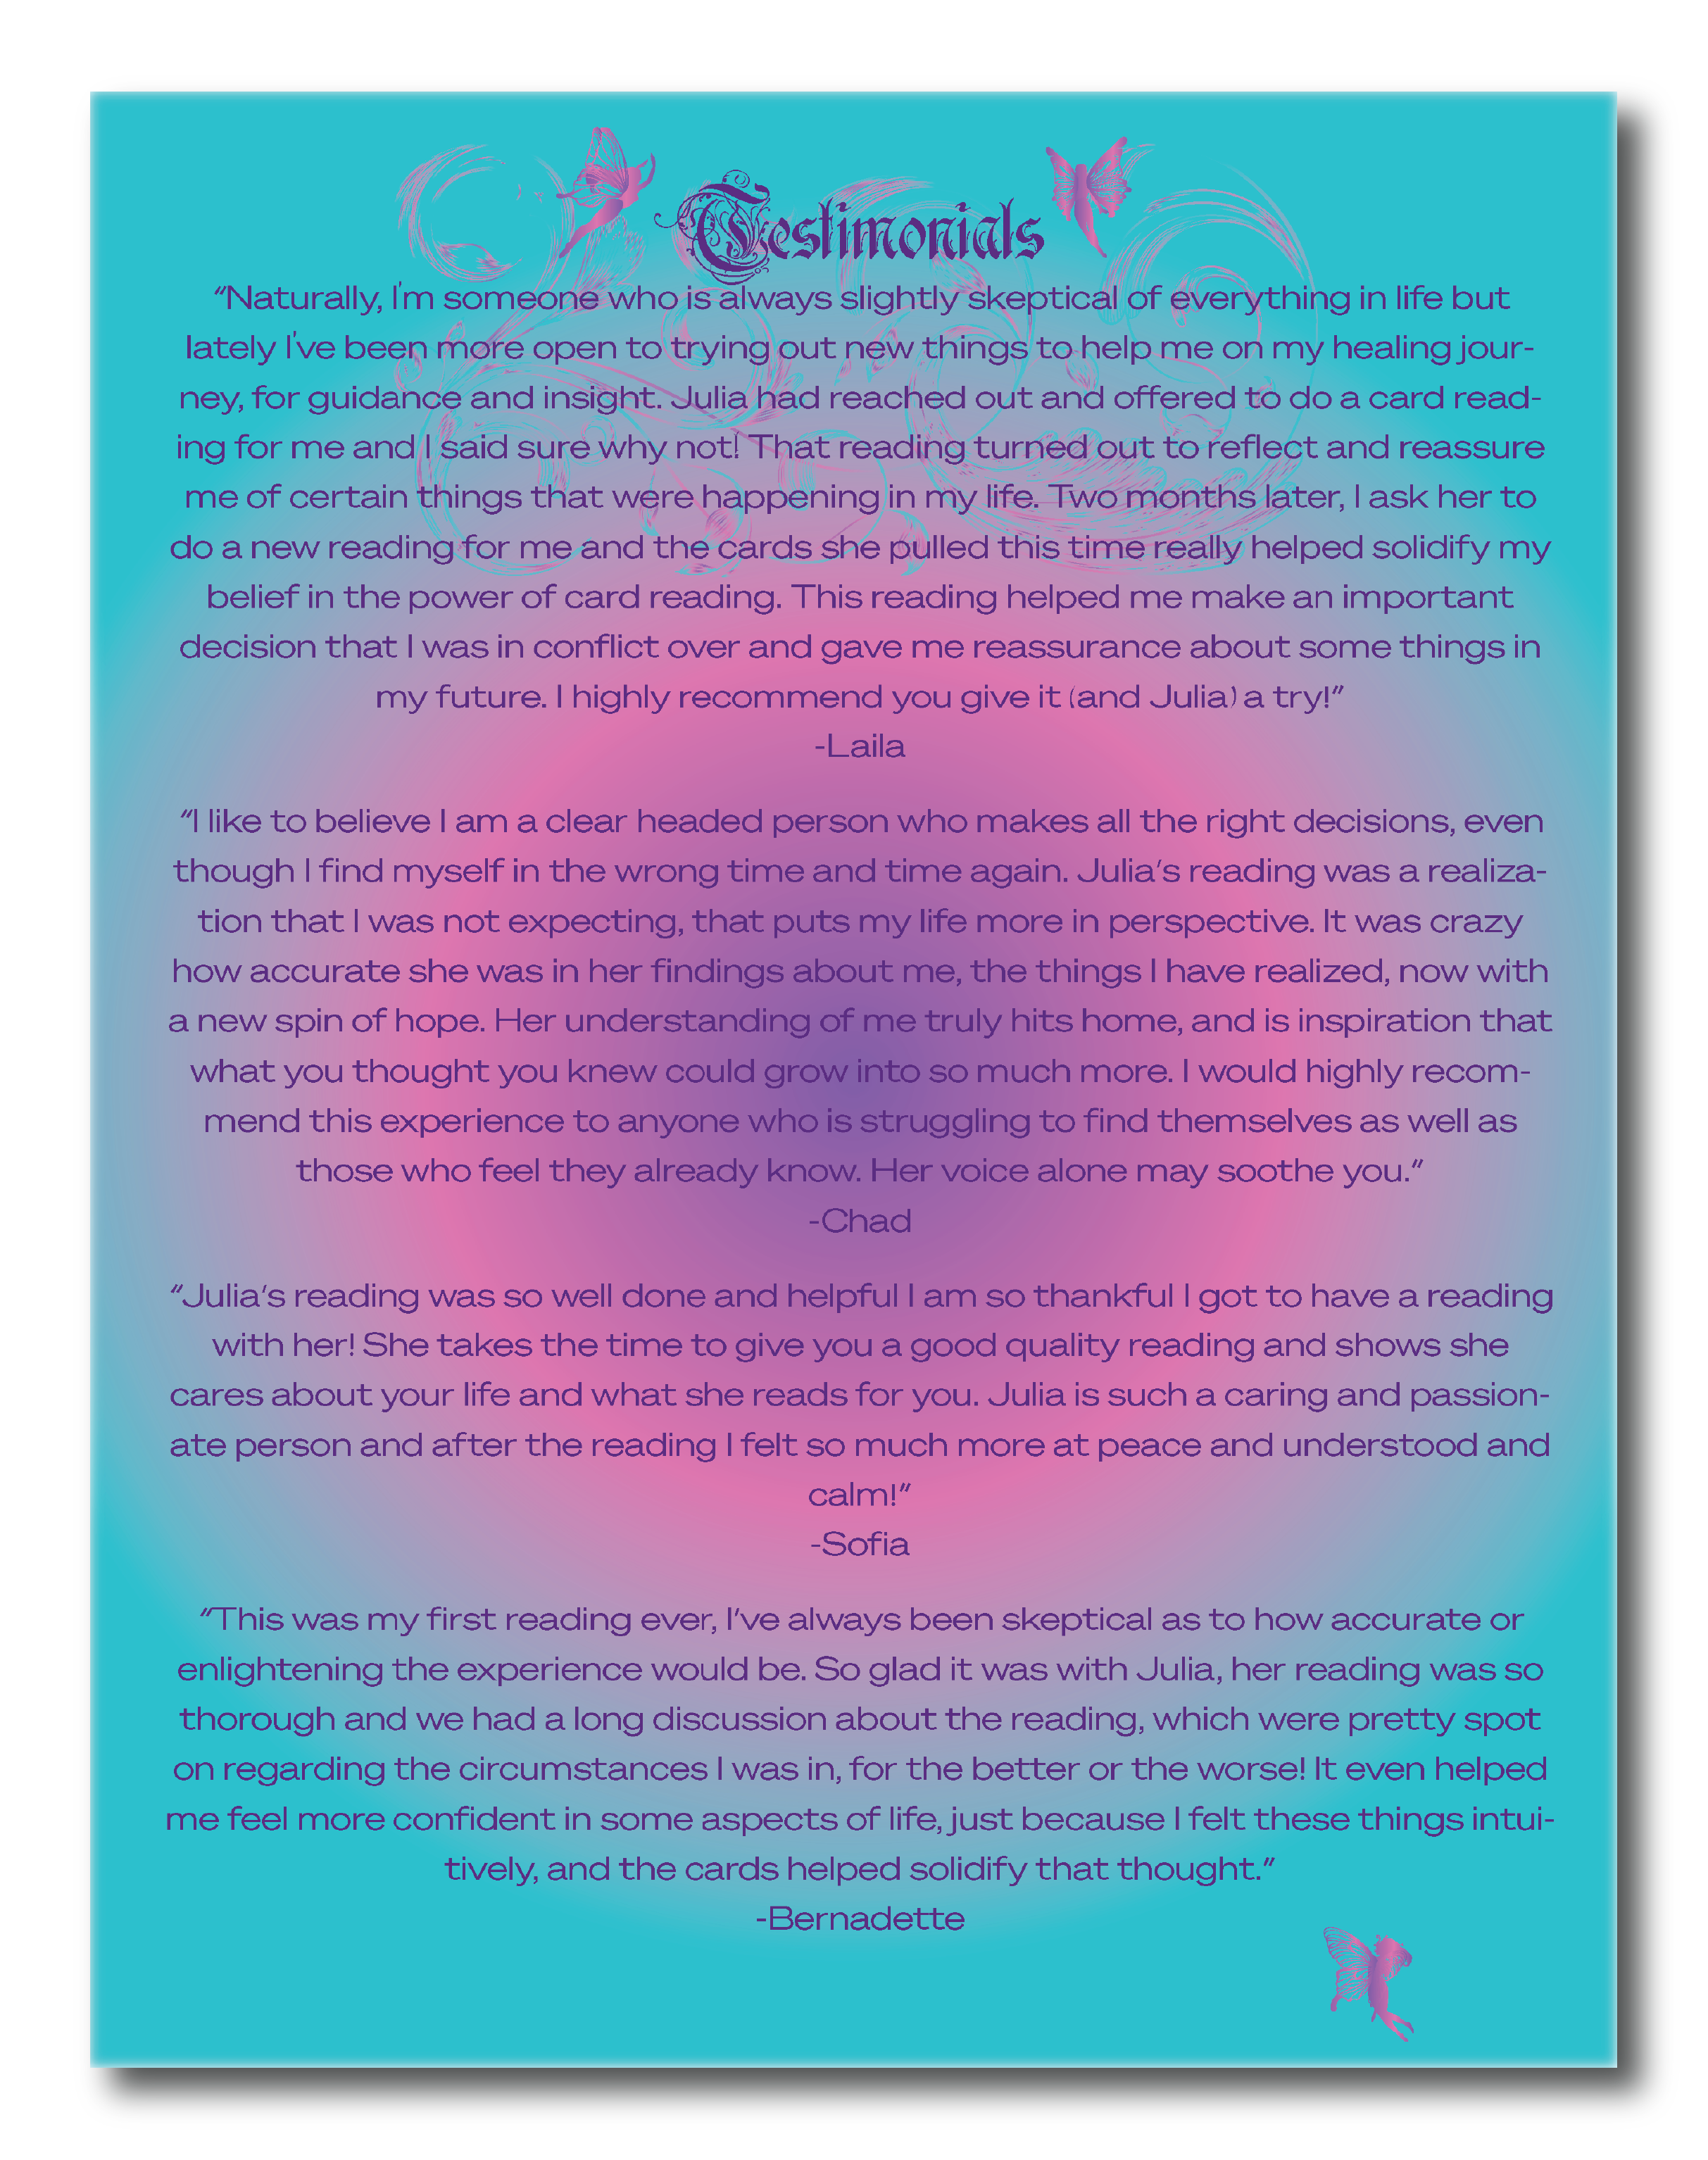 Testimonials
“Naturally, I'm someone who is always slightly skeptical of everything in life but
lately I've been more open to trying out new things to help me on my healing jour-
ney, for guidance and insight. Julia had reached out and offered to do a card read-
ing for me and I said sure why not! That reading turned out to reflect and reassure
me of certain things that were happening in my life. Two months later, I ask her to
do a new reading for me and the cards she pulled this time really helped solidify my
belief in the power of card reading. This reading helped me make an important
decision that I was in conflict over and gave me reassurance about some things in
my future. I highly recommend you give it (and Julia) a try!”
-Laila
“I like to believe I am a clear headed person who makes all the right decisions, even
though I find myself in the wrong time and time again. Julia’s reading was a realiza-
tion that I was not expecting, that puts my life more in perspective. It was crazy
how accurate she was in her findings about me, the things I have realized, now with
a new spin of hope. Her understanding of me truly hits home, and is inspiration that
what you thought you knew could grow into so much more. I would highly recom-
mend this experience to anyone who is struggling to find themselves as well as
those who feel they already know. Her voice alone may soothe you.”
-Chad
“Julia’s reading was so well done and helpful I am so thankful I got to have a reading
with her! She takes the time to give you a good quality reading and shows she
cares about your life and what she reads for you. Julia is such a caring and passion-
ate person and after the reading I felt so much more at peace and understood and
calm!”
-Sofia
“This was my first reading ever, I’ve always been skeptical as to how accurate or
enlightening the experience would be. So glad it was with Julia, her reading was so
thorough and we had a long discussion about the reading, which were pretty spot
on regarding the circumstances I was in, for the better or the worse! It even helped
me feel more confident in some aspects of life, just because I felt these things intui-
tively, and the cards helped solidify that thought.”
-Bernadette